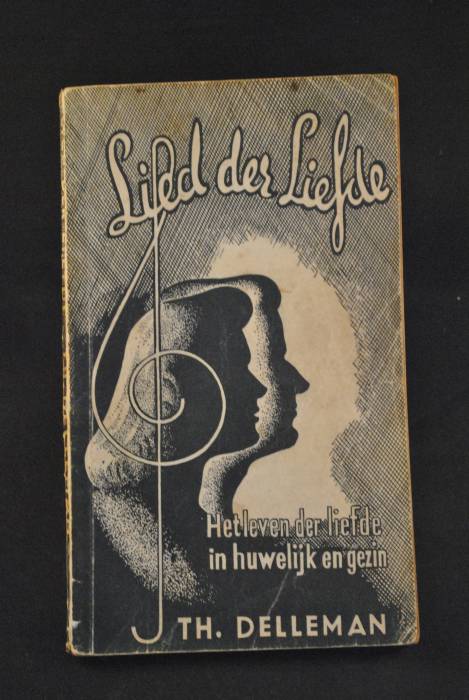 Lied der Liefde
Het leven der liefde
in huwelijk en gezin
TH. DELLEMAN